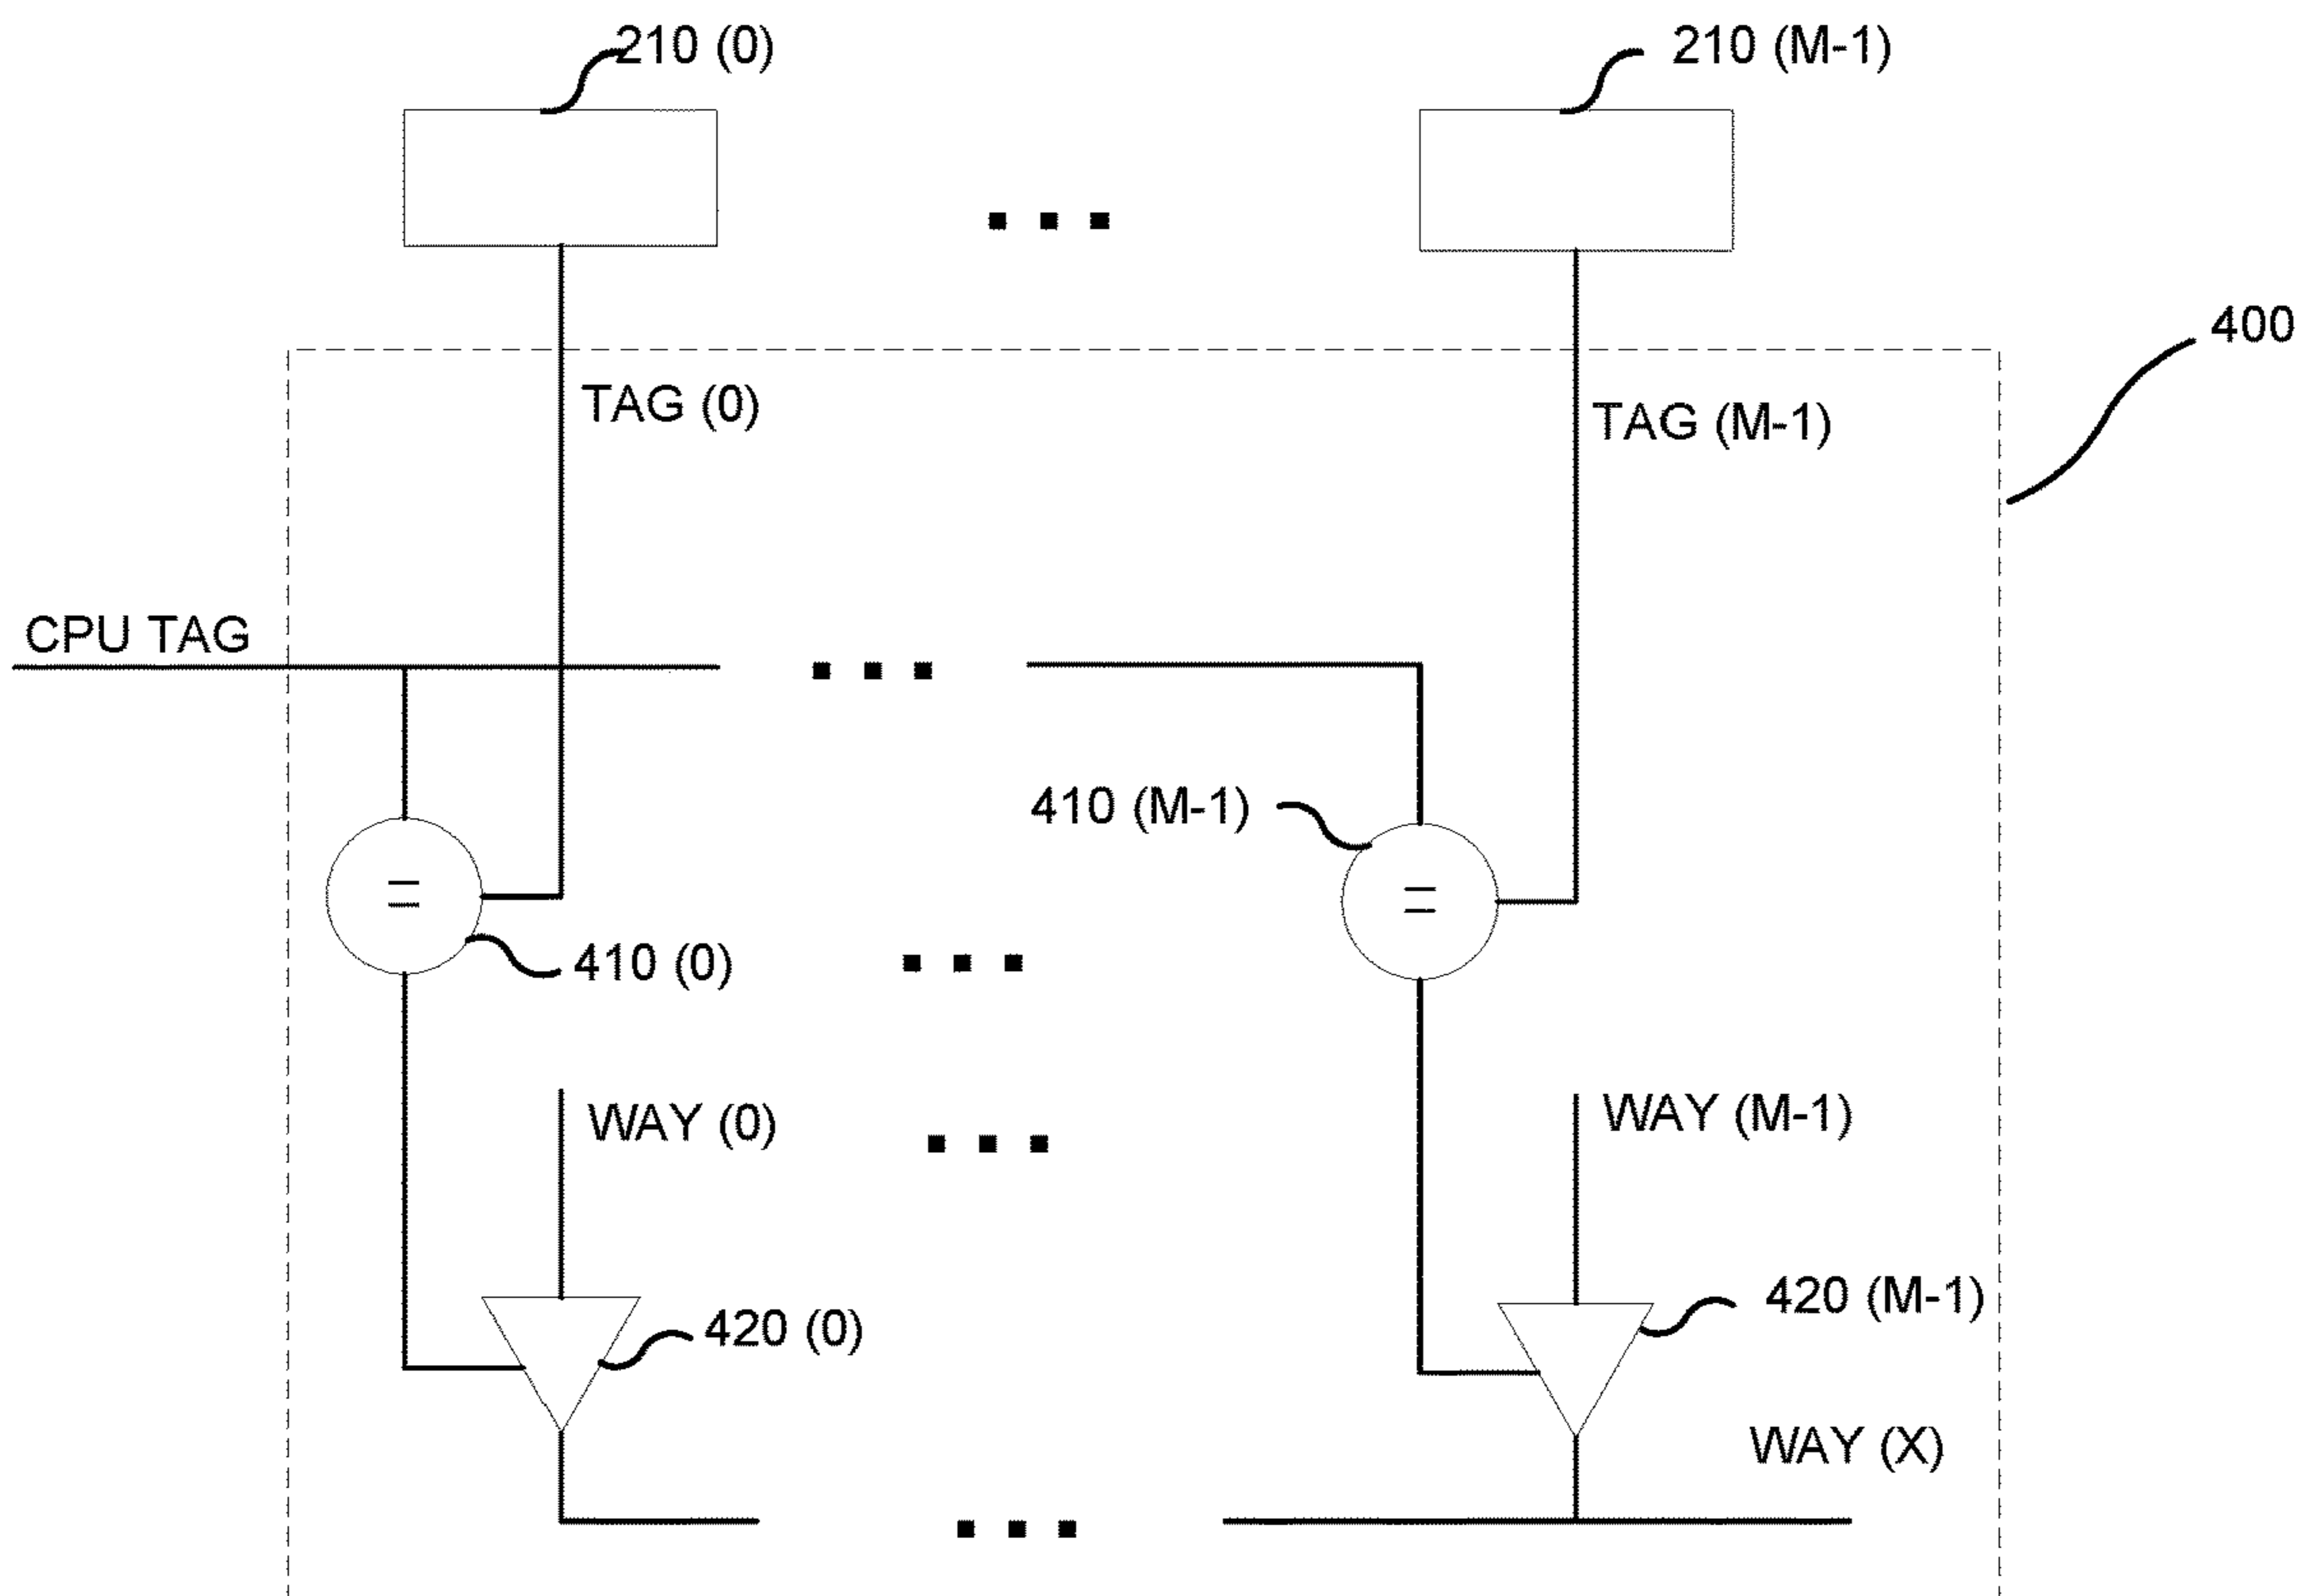 210 (0)
210 (M-1)
400
TAG (0)
TAG (M-1)
CPU TAG
410 (M-1)
=
=
410 (0)
WAY (0)
WAY (M-1)
420 (0)
420 (M-1)
WAY (X)